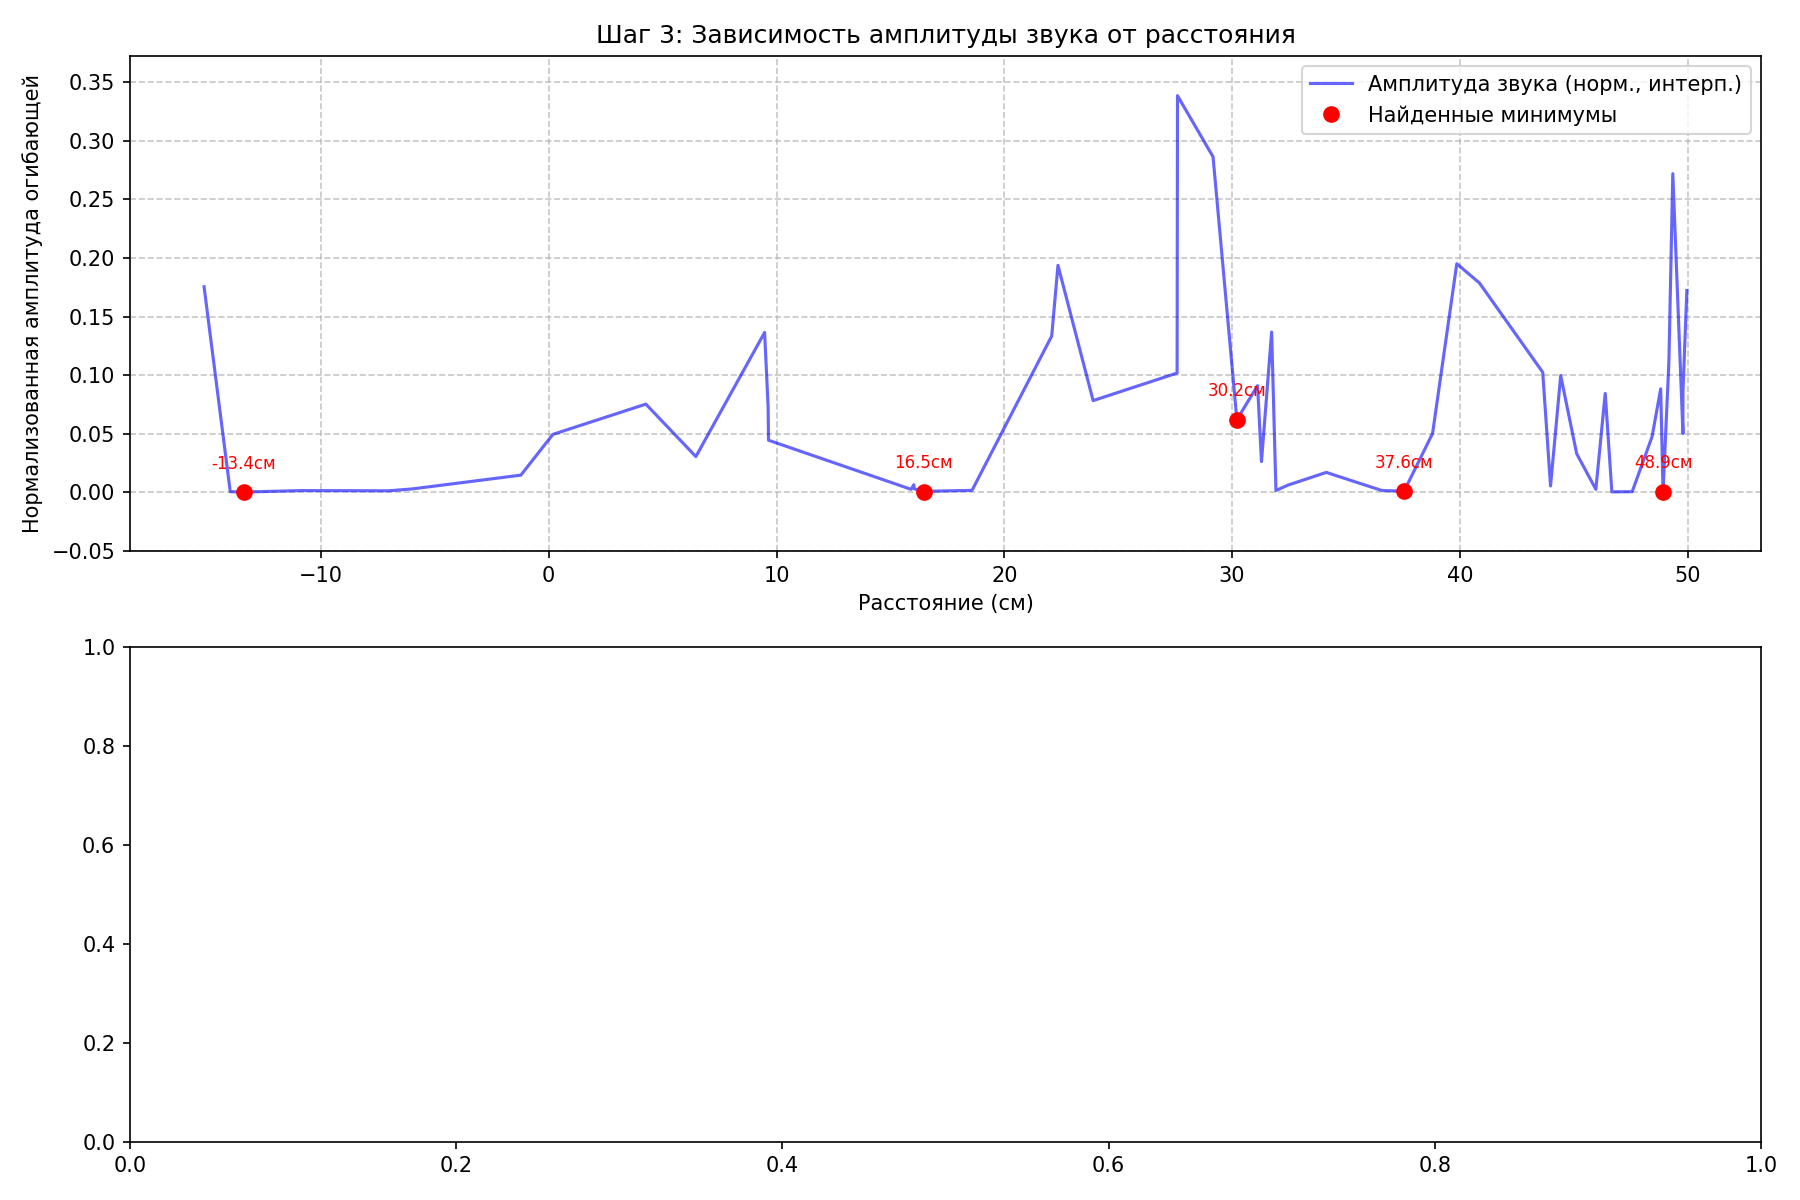 Шаг 3: Зависимость амплитуды звука от расстояния
Нормализованная амплитуда огибающей
0.35
0.30
0.25
0.20
0.15
0.10
0.05
0.00
−0.05
Амплитуда звука (норм., интерп.)
Найденные минимумы
-13.4см
16.5см
30.2см
37.6см
48.9см
−10 0 10 20 30 40 50
Расстояние (см)
1.0
0.8
0.6
0.4
0.2
0.0
0.0 0.2 0.4 0.6 0.8 1.0